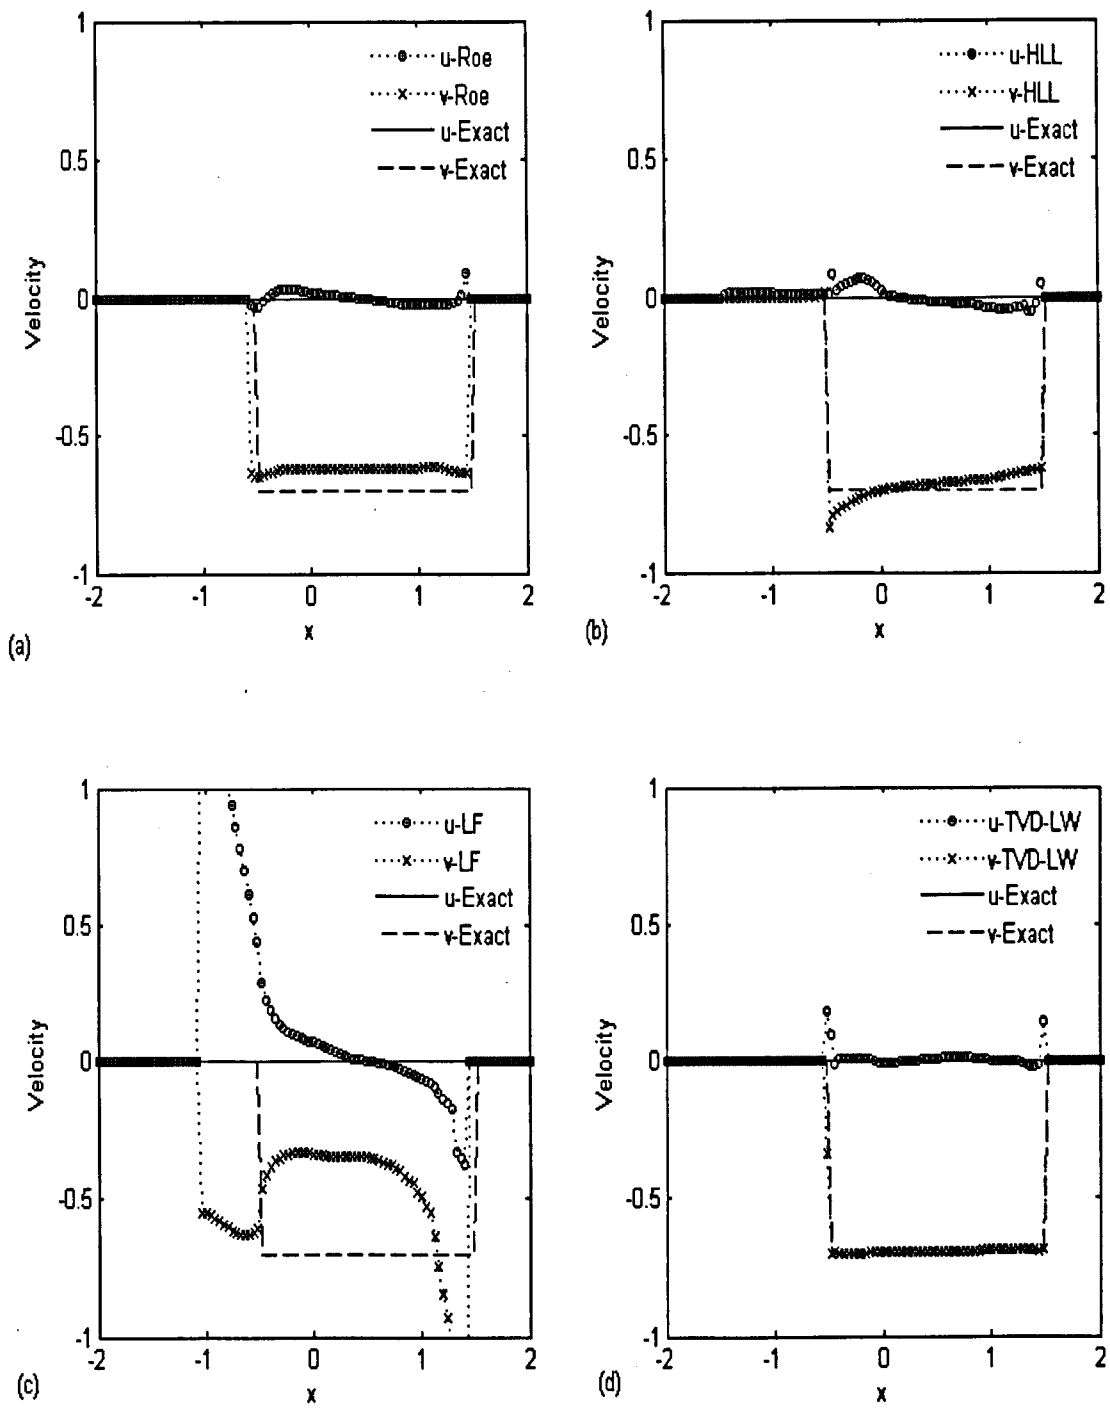 1
u-Roe
v-Roe
u-Exact
v-Exact
0.5
0
-0.5
-1
-2
-1
0
1
2
Velocity
x
(a)
1
u-HLL
v-HLL
u-Exact
v-Exact
0.5
0
-0.5
-1
-2
-1
0
1
2
Velocity
x
(b)
1
u-LF
v-LF
u-Exact
v-Exact
0.5
0
-0.5
-1
-2
-1
0
1
2
Velocity
x
(c)
1
u-TVD-LW
v-TVD-LW
u-Exact
v-Exact
0.5
0
-0.5
-1
-2
-1
0
1
2
Velocity
x
(d)